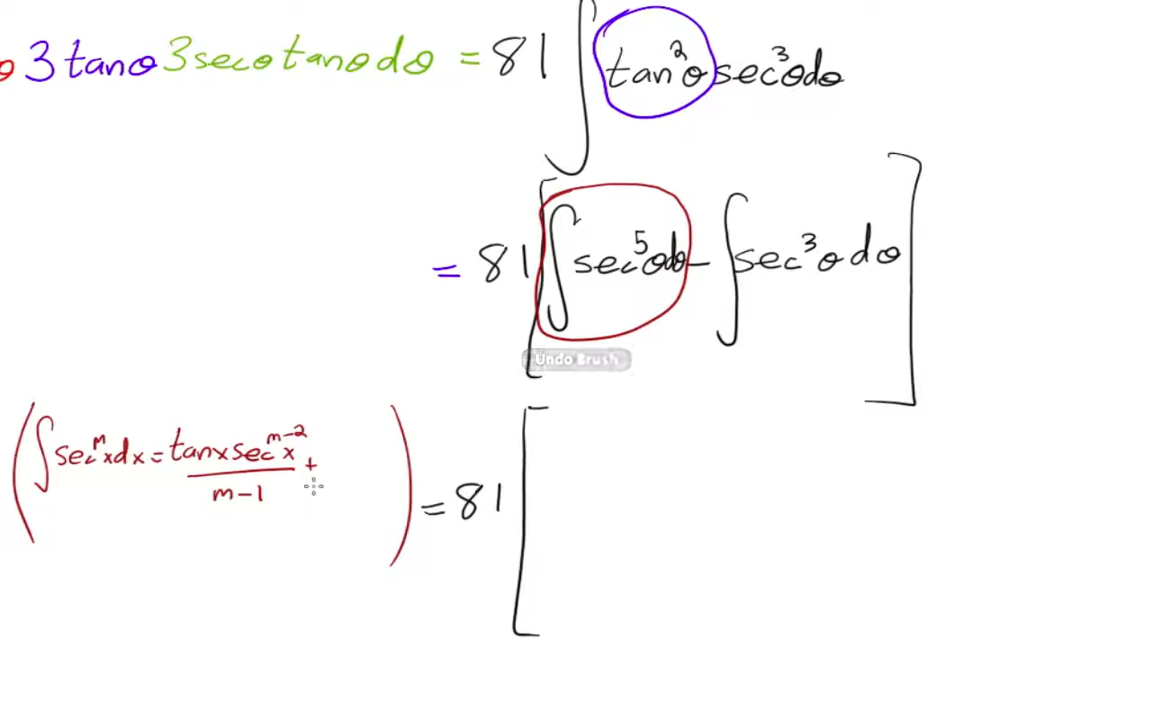 θ 3 tanθ 3 secθ tanθ dθ = 81 ∫ tan²θ sec³θ dθ
= 81 [ ∫ sec⁵θ dθ − ∫ sec³θ dθ ]
Undo Brush
( ∫ secᵐx dx = tanx secᵐ⁻²x / m−1 + ) = 81 [